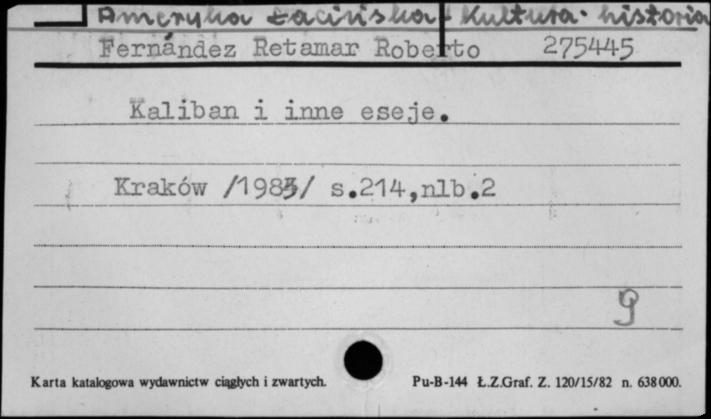 Ameryka Łacińska - Kultura - historia
Fernández Retamar Roberto 275445
Kaliban i inne eseje.
Kraków /1983/ s.214,nlb.2
9
Karta katalogowa wydawnictw ciągłych i zwartych. Pu-B-144 Ł.Z.Graf. Z. 120/15/82 n. 638000.